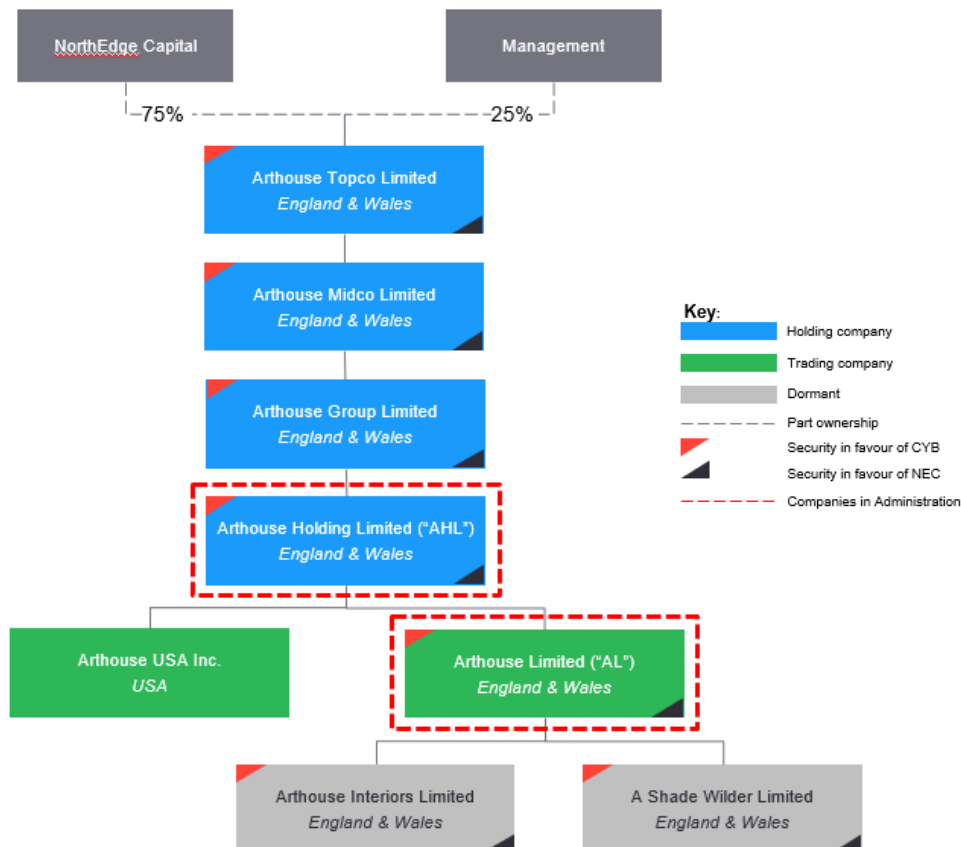 NorthEdge Capital
Management
75%
25%
Arthouse Topco Limited
England & Wales
Arthouse Midco Limited
England & Wales
Key:
Holding company
Trading company
Arthouse Group Limited
England & Wales
Dormant
Part ownership
Security in favour of CYB
Security in favour of NEC
Companies in Administration
Arthouse Holding Limited (“AHL”)
England & Wales
Arthouse USA Inc.
USA
Arthouse Limited (“AL”)
England & Wales
Arthouse Interiors Limited
England & Wales
A Shade Wilder Limited
England & Wales